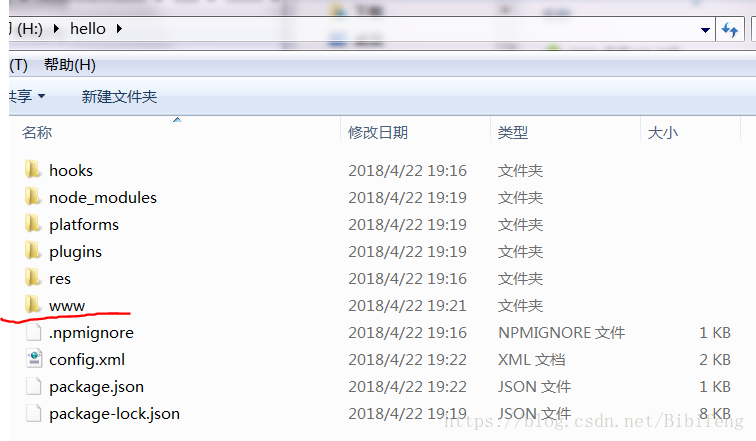 (H:) hello
(T) 帮助(H)
共享 新建文件夹
名称 修改日期 类型 大小
hooks 2018/4/22 19:16 文件夹
node_modules 2018/4/22 19:19 文件夹
platforms 2018/4/22 19:19 文件夹
plugins 2018/4/22 19:19 文件夹
res 2018/4/22 19:16 文件夹
www 2018/4/22 19:21 文件夹
.npmignore 2018/4/22 19:16 NPMIGNORE 文件 1 KB
config.xml 2018/4/22 19:22 XML 文档 2 KB
package.json 2018/4/22 19:22 JSON 文件 1 KB
package-lock.json 2018/4/22 19:19 JSON 文件 8 KB
https://blog.csdn.net/Bibifeng